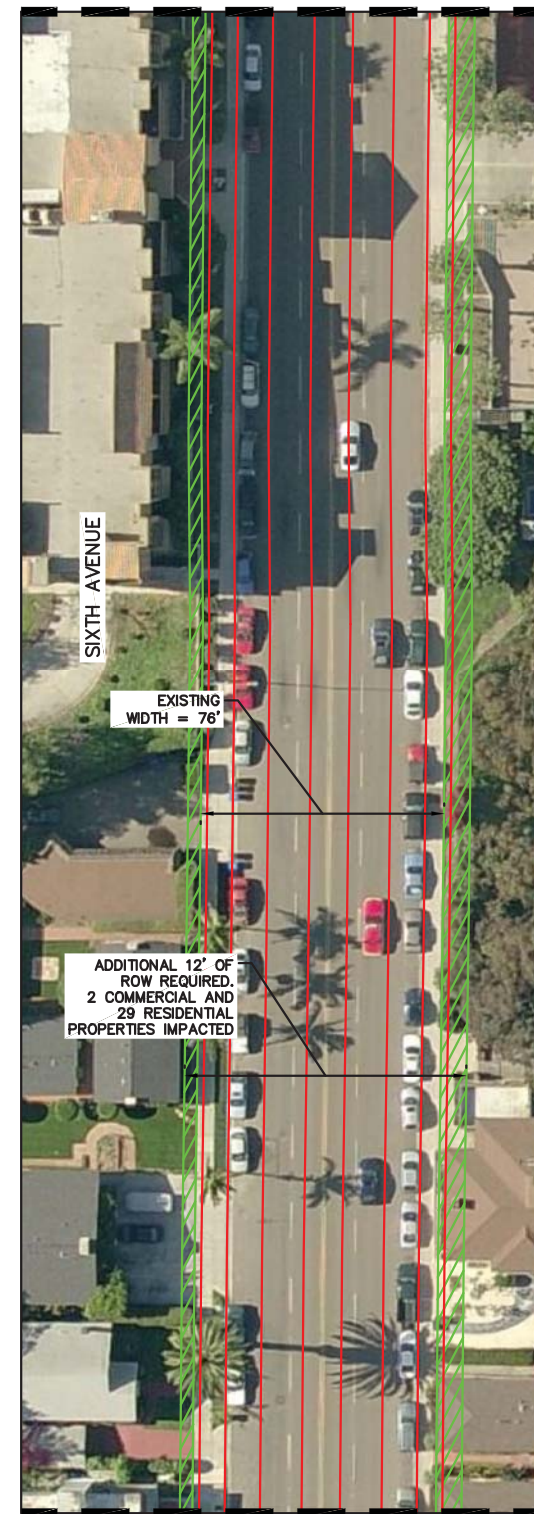 SIXTH AVENUE
EXISTING
WIDTH = 76'
ADDITIONAL 12' OF
ROW REQUIRED.
2 COMMERCIAL AND
29 RESIDENTIAL
PROPERTIES IMPACTED